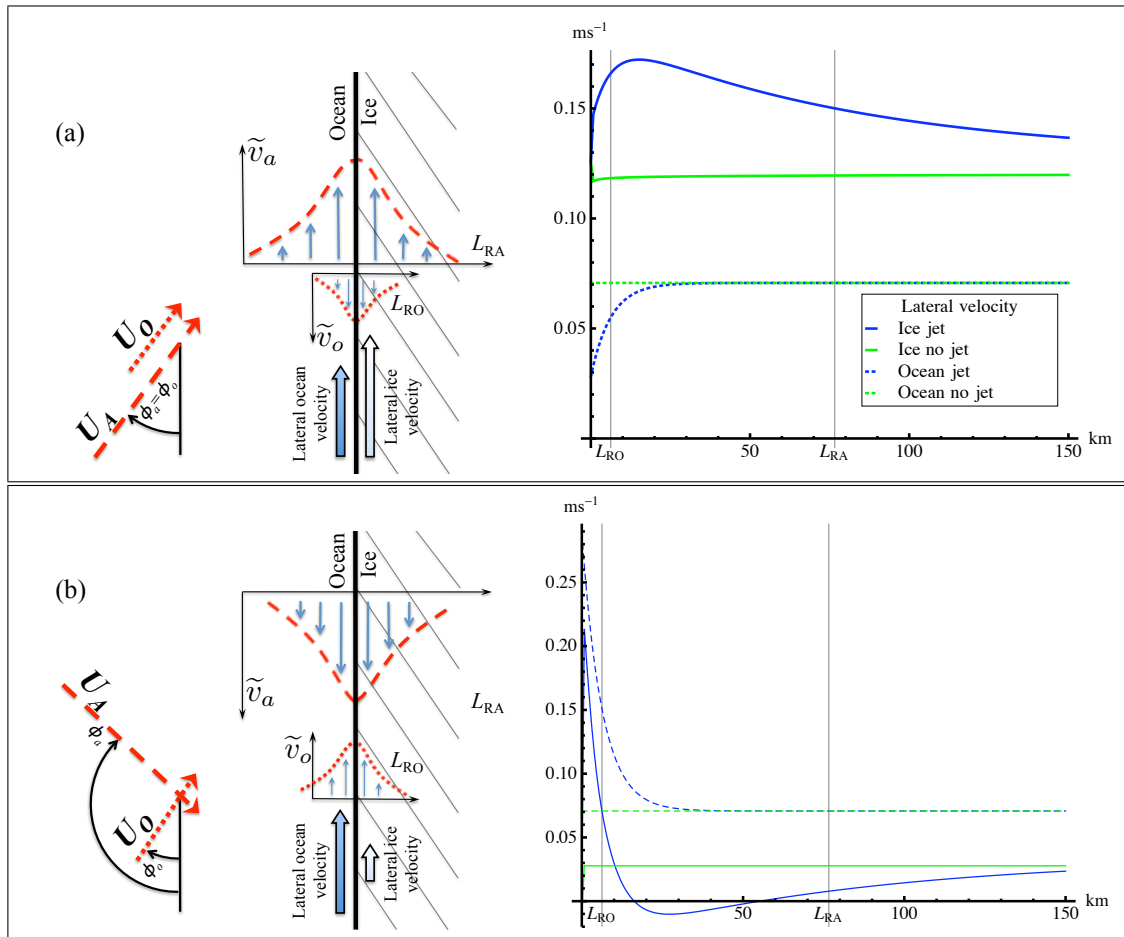 (a)
ṽa
Ocean
Ice
LRA
LRO
ṽo
UO
UA
ϕa=ϕo
Lateral ocean
velocity
Lateral ice
velocity
ms−1
0.15
0.10
0.05
Lateral velocity
Ice jet
Ice no jet
Ocean jet
Ocean no jet
LRO
50
LRA
100
150
km
(b)
Ocean
Ice
ṽa
LRA
ṽo
LRO
UA
ϕa
UO
ϕo
Lateral ocean
velocity
Lateral ice
velocity
ms−1
0.25
0.20
0.15
0.10
0.05
0.00
LRO
50
LRA
100
150
km